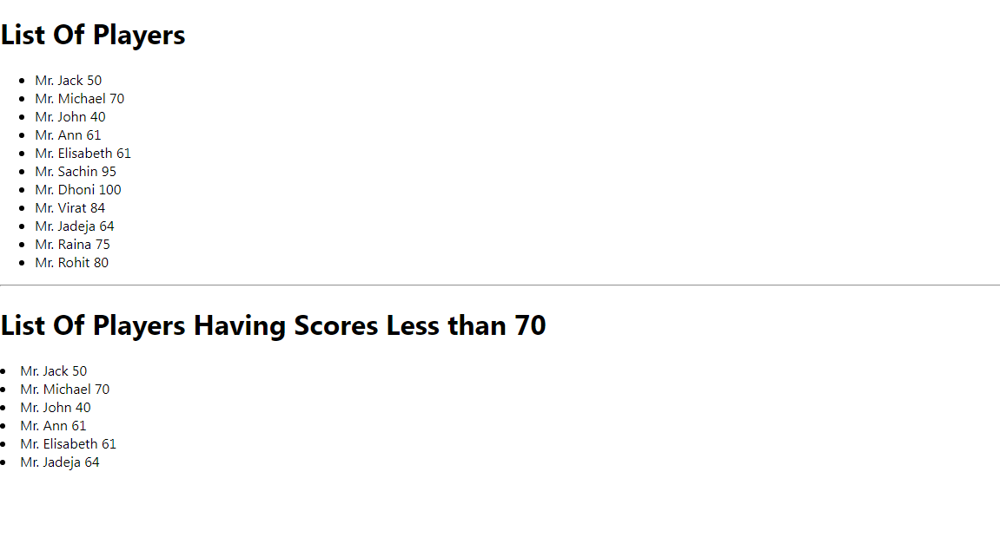 List Of Players
Mr. Jack 50
Mr. Michael 70
Mr. John 40
Mr. Ann 61
Mr. Elisabeth 61
Mr. Sachin 95
Mr. Dhoni 100
Mr. Virat 84
Mr. Jadeja 64
Mr. Raina 75
Mr. Rohit 80
List Of Players Having Scores Less than 70
Mr. Jack 50
Mr. Michael 70
Mr. John 40
Mr. Ann 61
Mr. Elisabeth 61
Mr. Jadeja 64